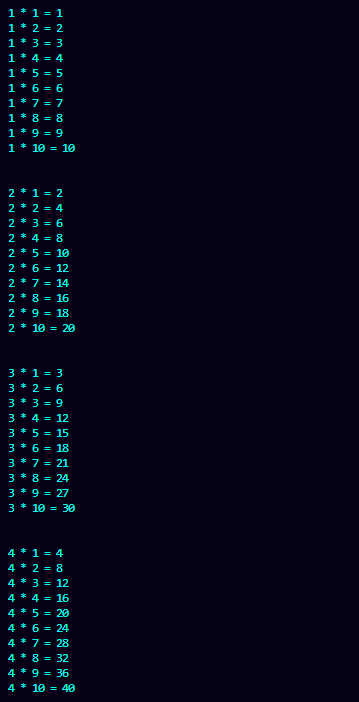 1 * 1 = 1
1 * 2 = 2
1 * 3 = 3
1 * 4 = 4
1 * 5 = 5
1 * 6 = 6
1 * 7 = 7
1 * 8 = 8
1 * 9 = 9
1 * 10 = 10
2 * 1 = 2
2 * 2 = 4
2 * 3 = 6
2 * 4 = 8
2 * 5 = 10
2 * 6 = 12
2 * 7 = 14
2 * 8 = 16
2 * 9 = 18
2 * 10 = 20
3 * 1 = 3
3 * 2 = 6
3 * 3 = 9
3 * 4 = 12
3 * 5 = 15
3 * 6 = 18
3 * 7 = 21
3 * 8 = 24
3 * 9 = 27
3 * 10 = 30
4 * 1 = 4
4 * 2 = 8
4 * 3 = 12
4 * 4 = 16
4 * 5 = 20
4 * 6 = 24
4 * 7 = 28
4 * 8 = 32
4 * 9 = 36
4 * 10 = 40